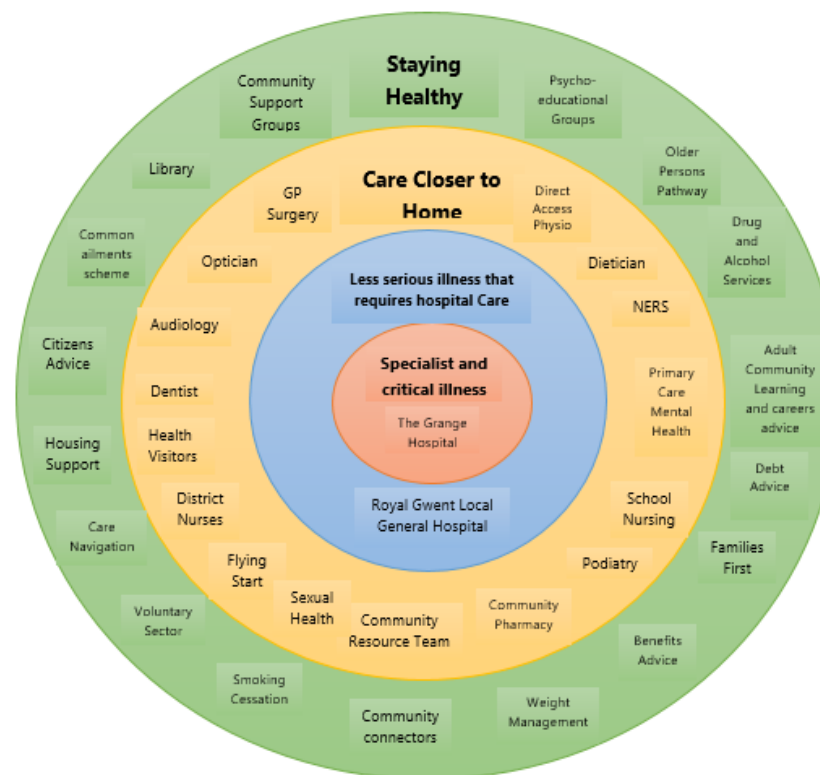 Staying
Healthy
Community
Support
Groups
Psycho-
educational
Groups
Library
Older
Persons
Pathway
Common
ailments
scheme
Drug
and
Alcohol
Services
Citizens
Advice
Adult
Community
Learning
and careers
advice
Housing
Support
Debt
Advice
Care
Navigation
Families
First
Voluntary
Sector
Benefits
Advice
Smoking
Cessation
Weight
Management
Community
connectors
Care Closer to
Home
GP
Surgery
Direct
Access
Physio
Optician
Dietician
Audiology
NERS
Dentist
Primary
Care
Mental
Health
Health
Visitors
District
Nurses
School
Nursing
Flying
Start
Podiatry
Sexual
Health
Community
Pharmacy
Community
Resource Team
Less serious illness that
requires hospital Care
Royal Gwent Local
General Hospital
Specialist and
critical illness
The Grange
Hospital